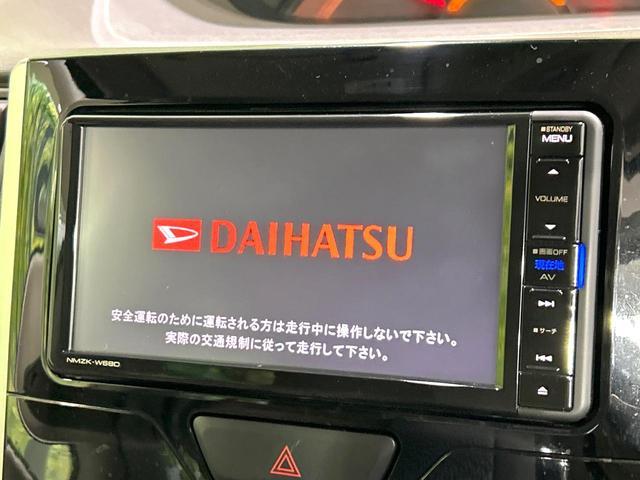 ■STANDBY
MENU
VOLUME
DAIHATSU
■画面OFF
現在地
AV
安全運転のために運転される方は走行中に操作しないで下さい。
実際の交通規制に従って走行して下さい。
■サーチ
NMZK-W68D